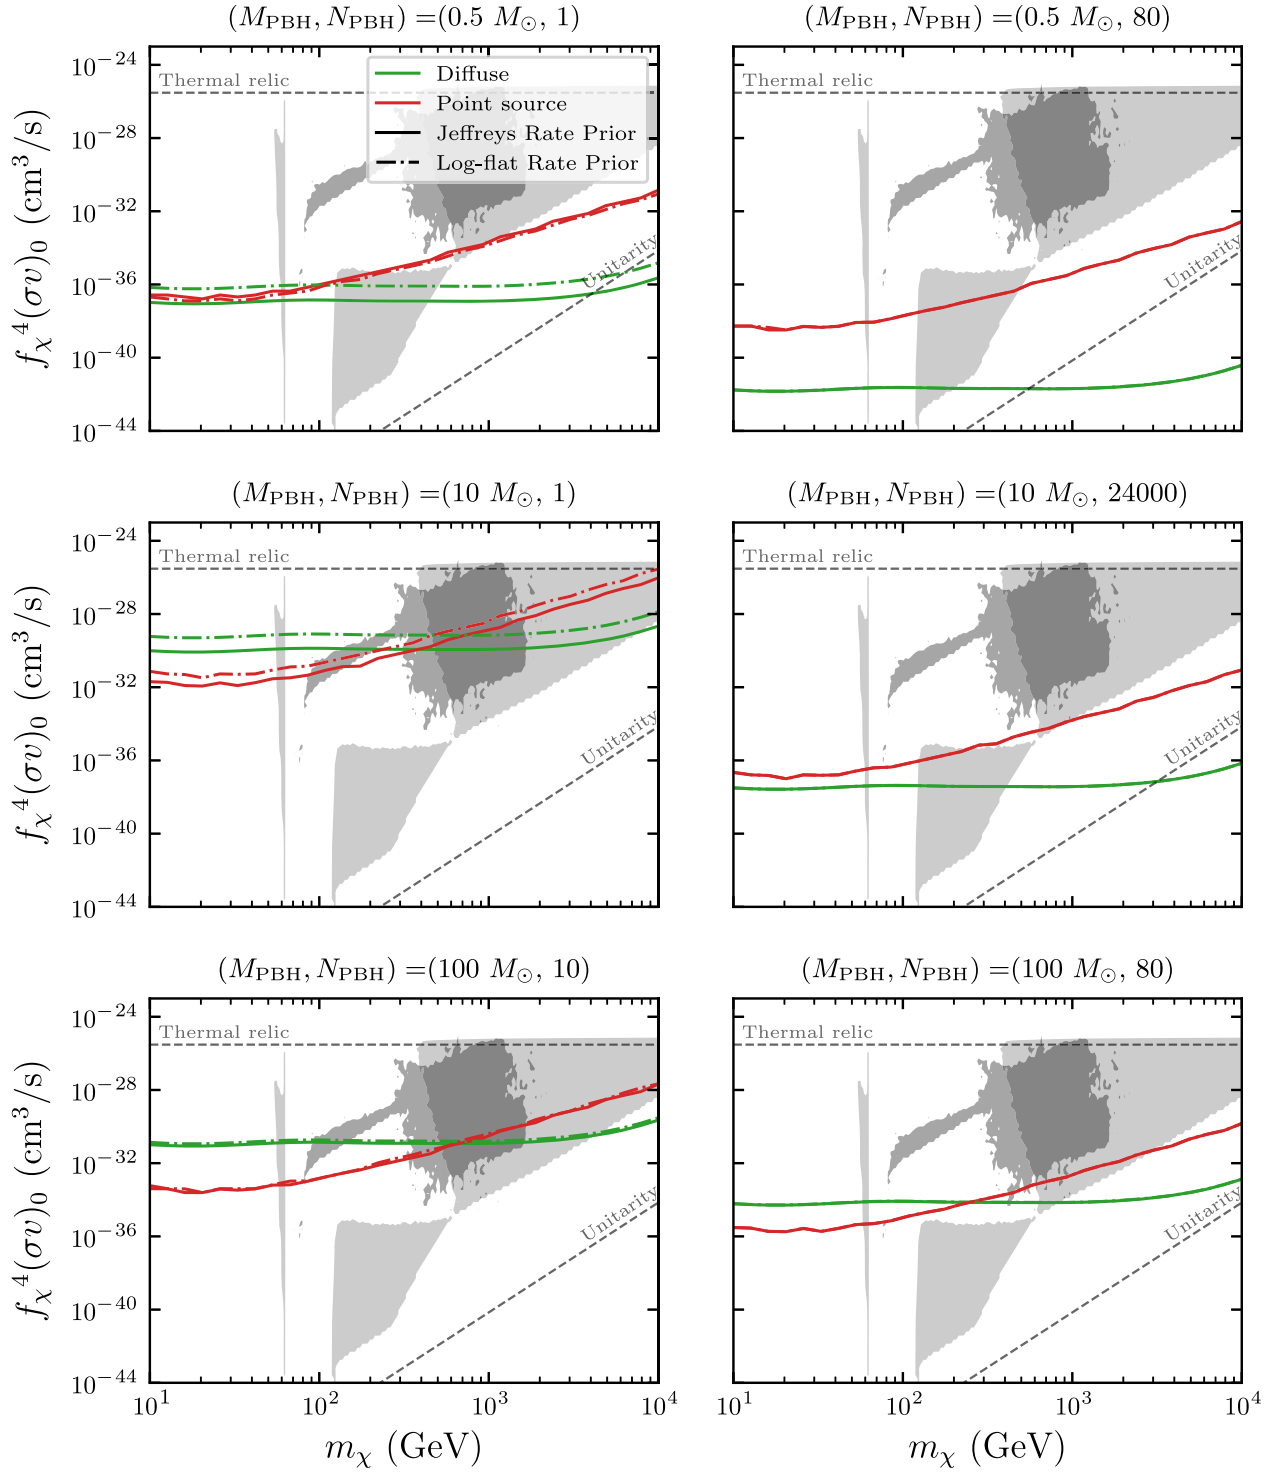 (M_PBH, N_PBH) =(0.5 M_⊙, 1)
(M_PBH, N_PBH) =(0.5 M_⊙, 80)
f_χ^4(σv)_0 (cm^3/s)
10^−24
10^−28
10^−32
10^−36
10^−40
10^−44
Thermal relic
Diffuse
Point source
Jeffreys Rate Prior
Log-flat Rate Prior
Unitarity
Thermal relic
Unitarity
(M_PBH, N_PBH) =(10 M_⊙, 1)
(M_PBH, N_PBH) =(10 M_⊙, 24000)
f_χ^4(σv)_0 (cm^3/s)
10^−24
10^−28
10^−32
10^−36
10^−40
10^−44
Thermal relic
Unitarity
Thermal relic
Unitarity
(M_PBH, N_PBH) =(100 M_⊙, 10)
(M_PBH, N_PBH) =(100 M_⊙, 80)
f_χ^4(σv)_0 (cm^3/s)
10^−24
10^−28
10^−32
10^−36
10^−40
10^−44
Thermal relic
Unitarity
Thermal relic
Unitarity
10^1 10^2 10^3 10^4
10^1 10^2 10^3 10^4
m_χ (GeV)
m_χ (GeV)